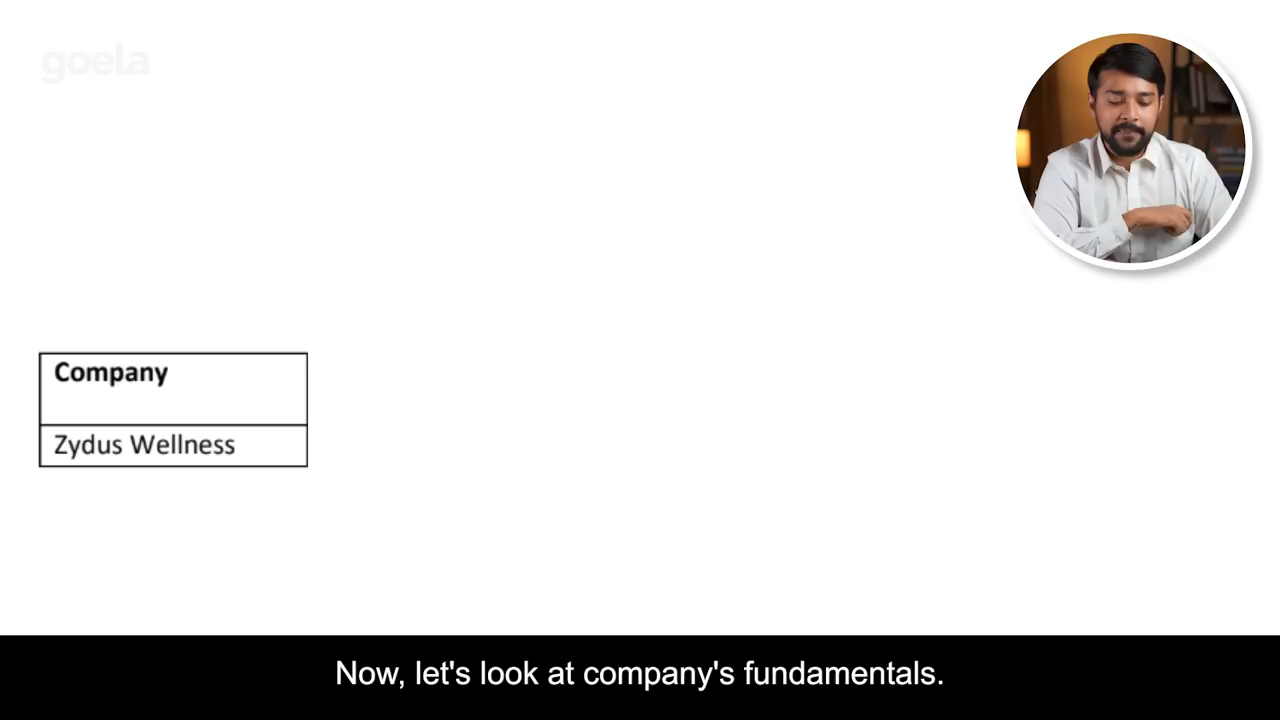 goela
Company
Zydus Wellness
Now, let's look at company's fundamentals.